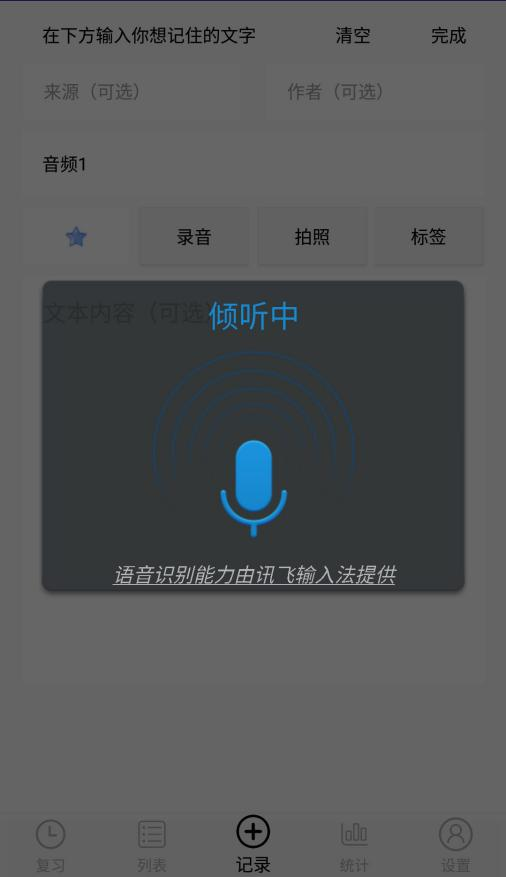 在下方输入你想记住的文字 清空 完成
来源（可选） 作者（可选）
音频1
录音 拍照 标签
文本内容（可选）
倾听中
语音识别能力由讯飞输入法提供
复习 列表 记录 统计 设置